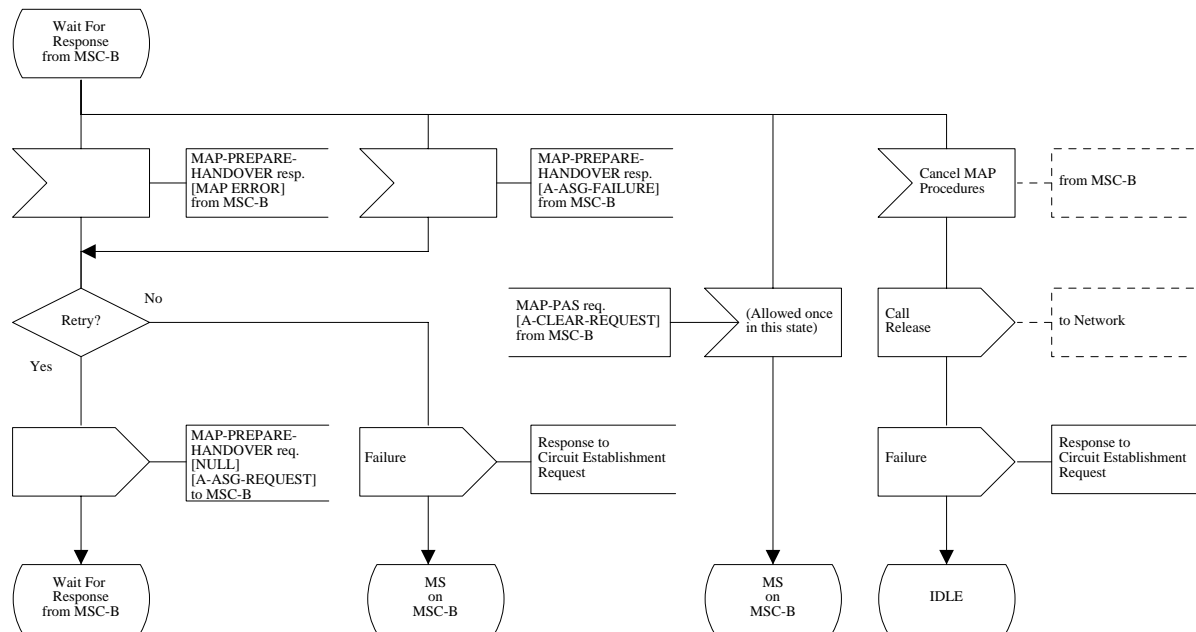 Wait For
Response
from MSC-B
MAP-PREPARE-
HANDOVER resp.
[MAP ERROR]
from MSC-B
MAP-PREPARE-
HANDOVER resp.
[A-ASG-FAILURE]
from MSC-B
Cancel MAP
Procedures
from MSC-B
Retry?
No
Yes
MAP-PAS req.
[A-CLEAR-REQUEST]
from MSC-B
(Allowed once
in this state)
Call
Release
to Network
MAP-PREPARE-
HANDOVER req.
[NULL]
[A-ASG-REQUEST]
to MSC-B
Failure
Response to
Circuit Establishment
Request
Failure
Response to
Circuit Establishment
Request
Wait For
Response
from MSC-B
MS
on
MSC-B
MS
on
MSC-B
IDLE